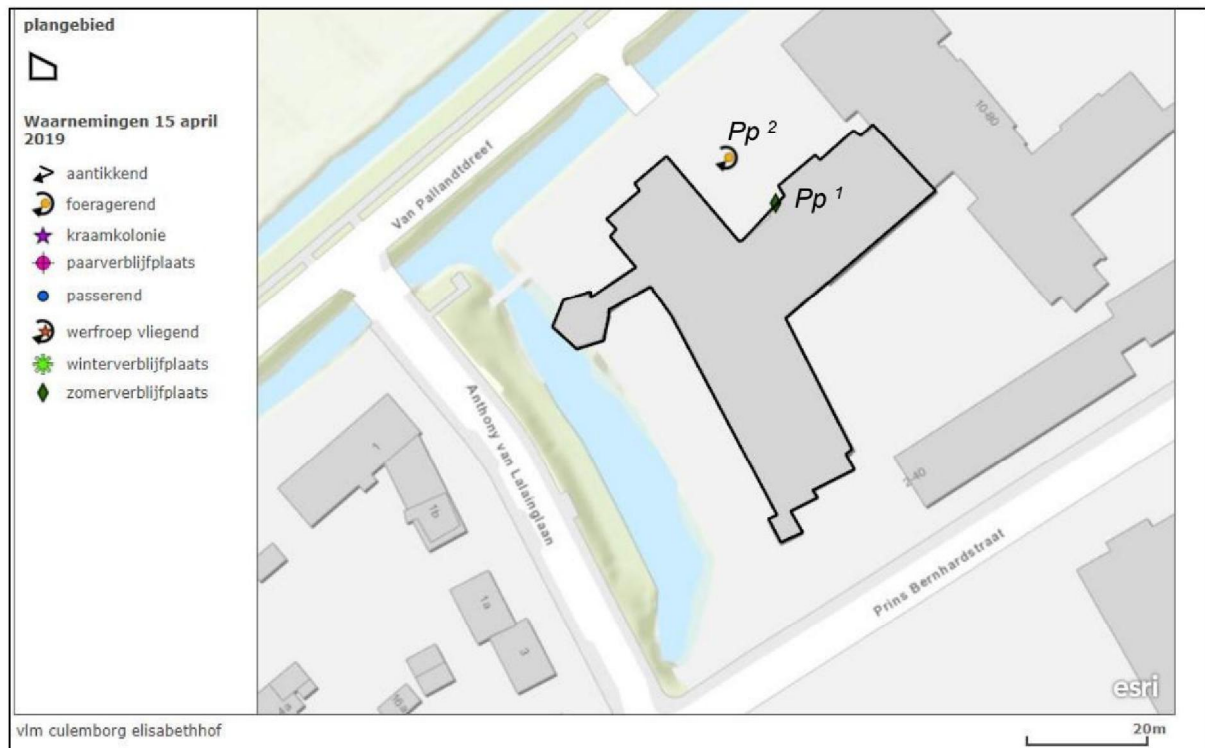 plangebied
Waarnemingen 15 april
2019
aantikkend
foeragerend
kraamkolonie
paarverblijfplaats
passerend
werfroep vliegend
winterverblijfplaats
zomerverblijfplaats
Van Pallandtdreef
Pp 2
Pp 1
10-80
Anthony van Lalainglaan
1
1b
1a
3
16a
4a
2-40
Prins Bernhardstraat
esri
vlm culemborg elisabethhof
20m